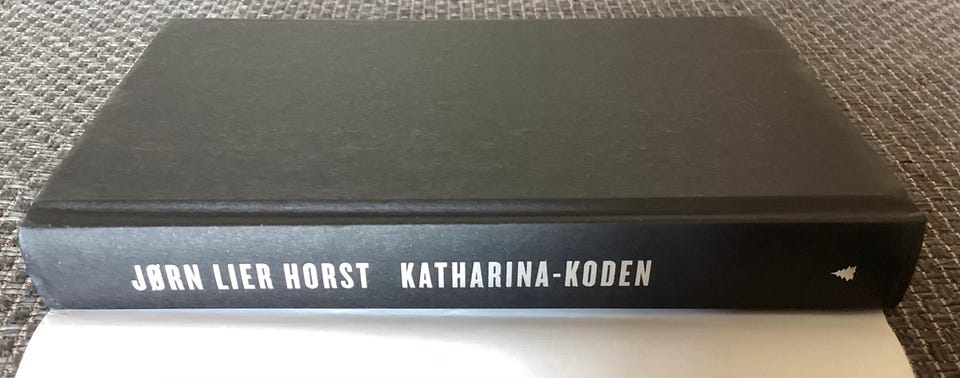 JØRN LIER HORST KATHARINA-KODEN